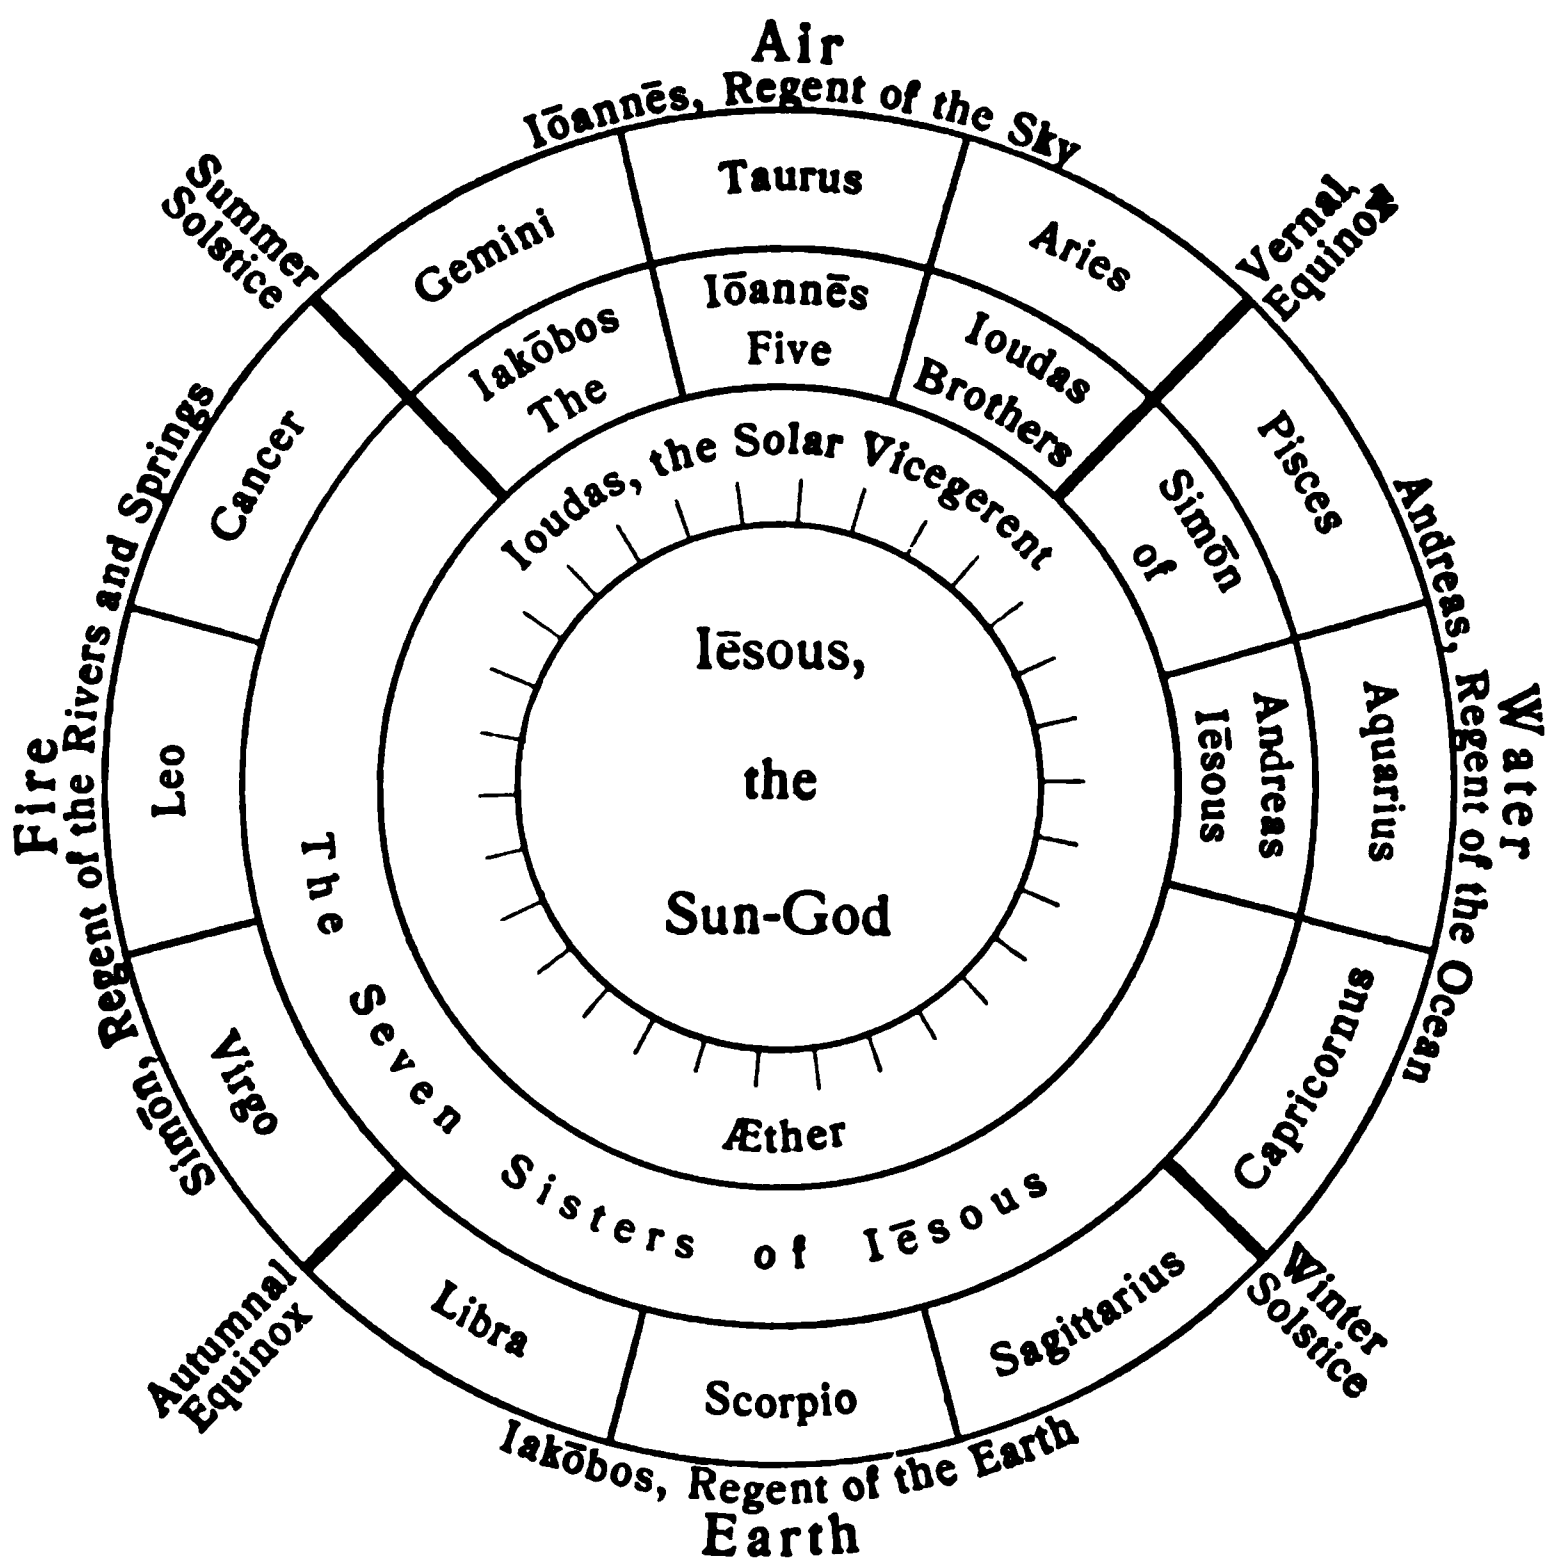 Air
Iōannēs, Regent of the Sky
Summer
Solstice
Vernal
Equinox
Gemini
Taurus
Aries
Iakōbos
Iōannēs
Ioudas
The
Five
Brothers
Simōn
of
Andreas
Iēsous
Pisces
Aquarius
Capricornus
Andreas, Regent of the Ocean
Water
Cancer
Leo
Virgo
Simōn, Regent of the Rivers and Springs
Fire
Ioudas, the Solar Vicegerent
Iēsous,
the
Sun-God
Æther
The Seven Sisters of Iēsous
Libra
Scorpio
Sagittarius
Autumnal
Equinox
Winter
Solstice
Iakōbos, Regent of the Earth
Earth